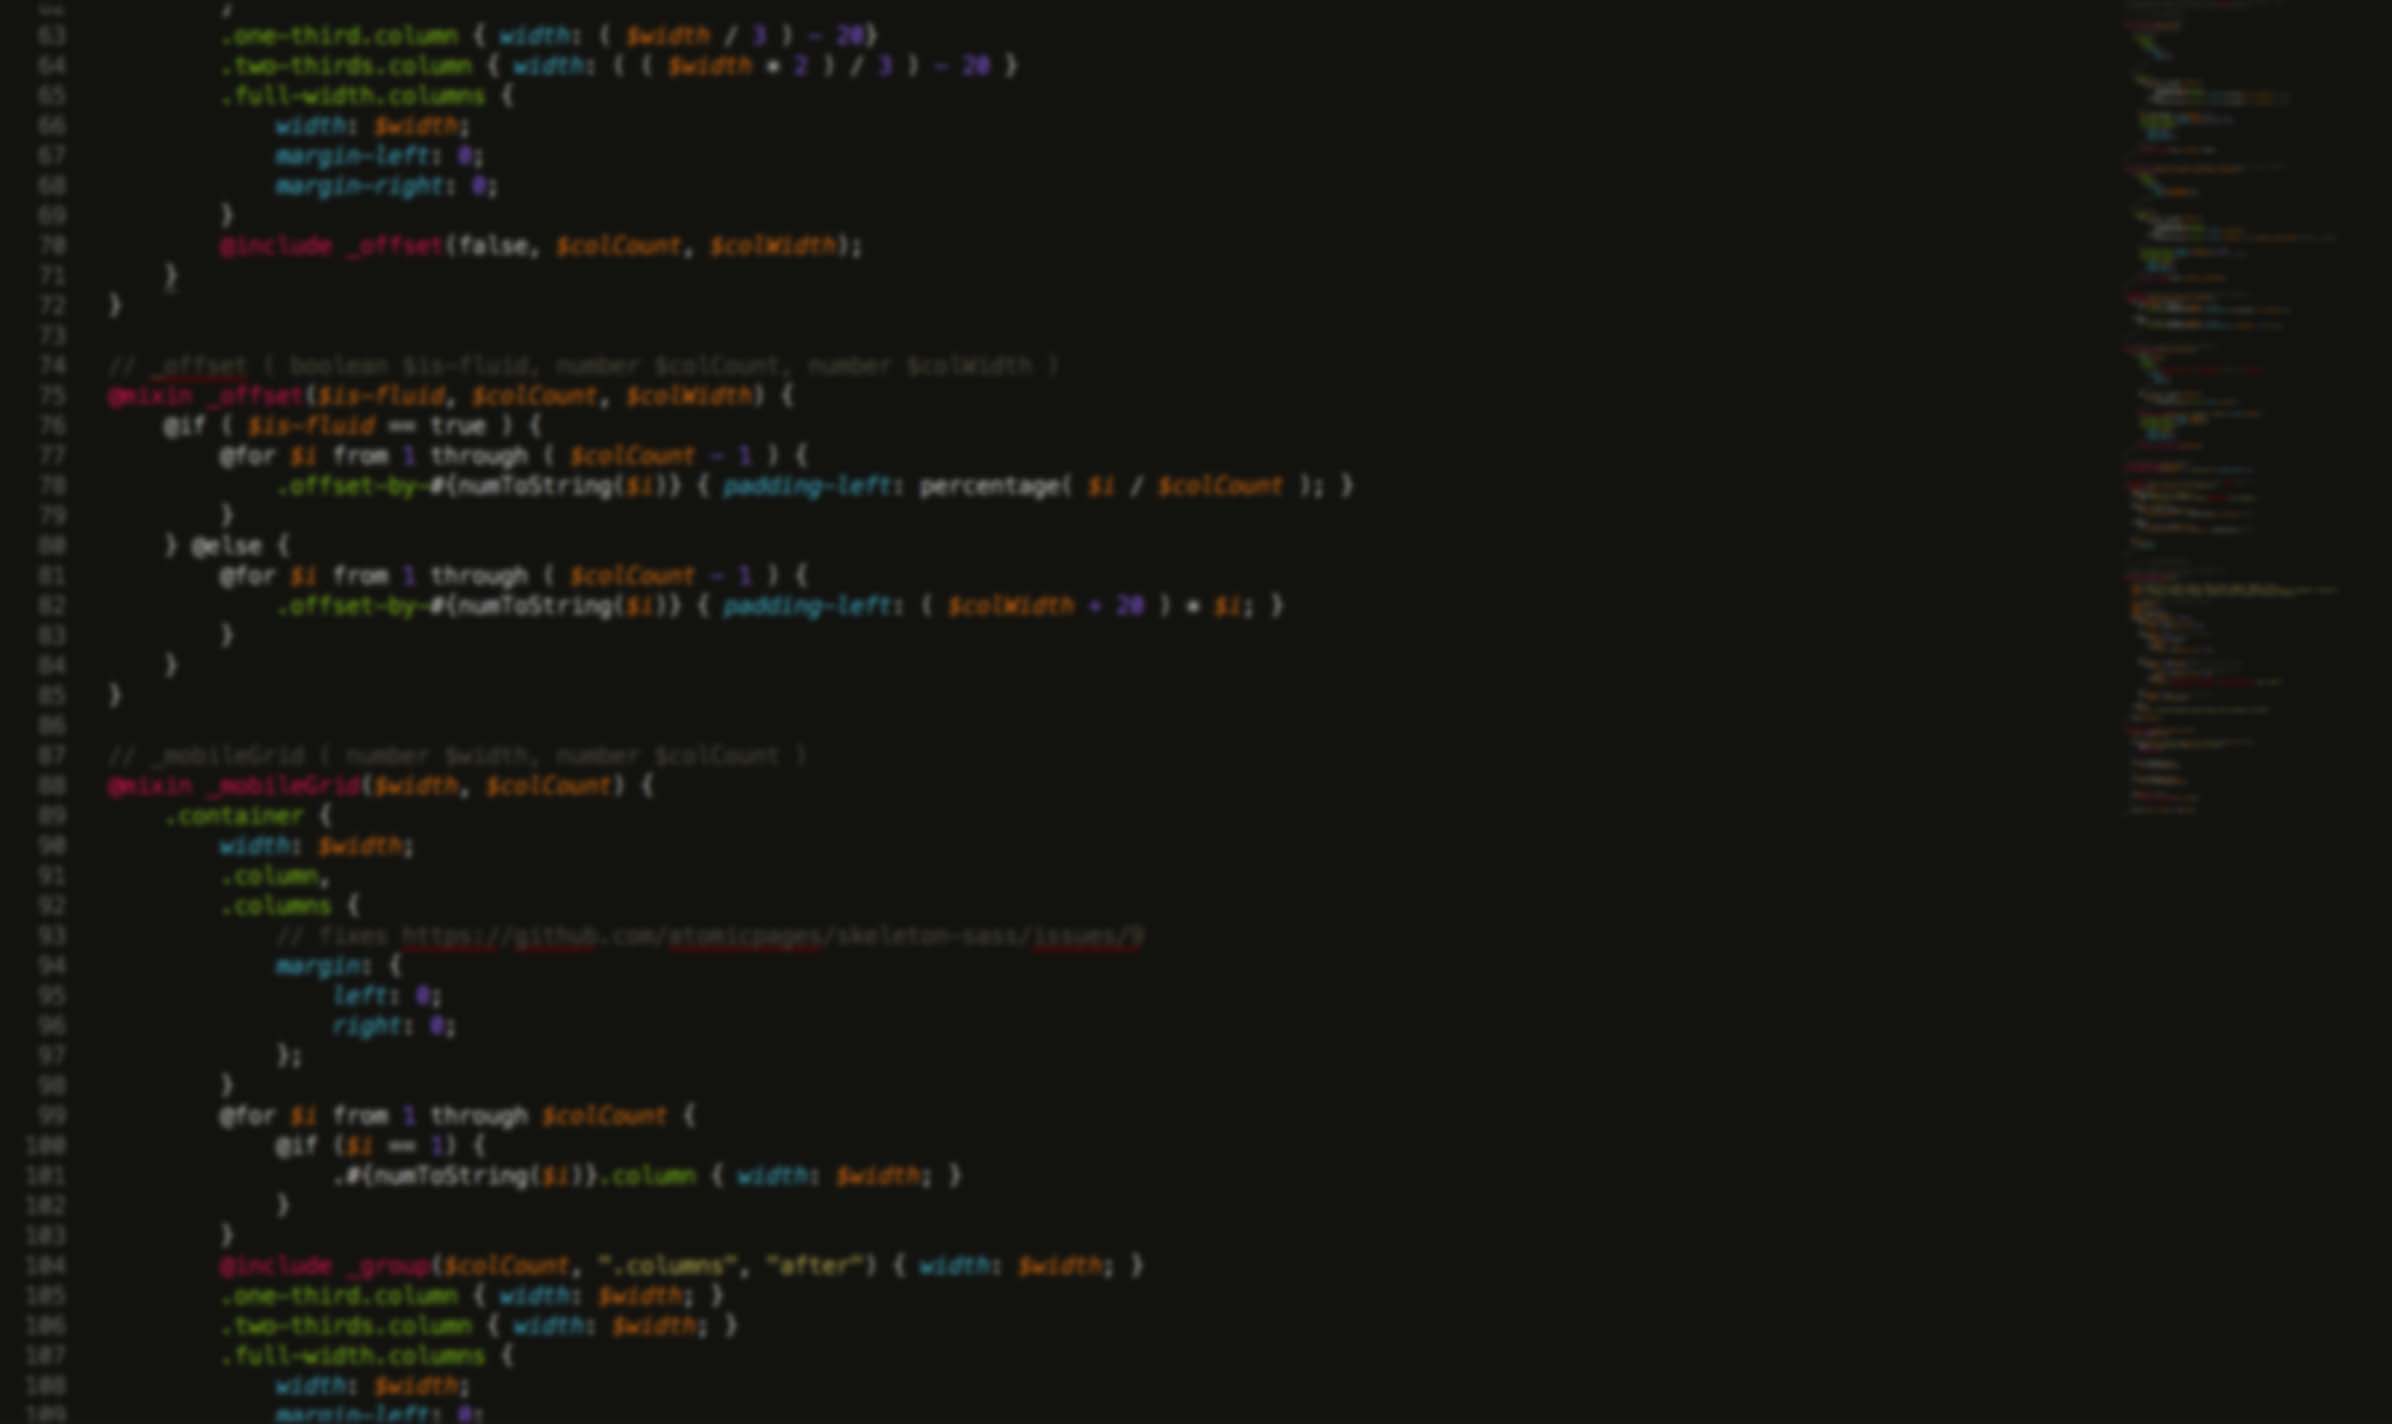 63 .one-third.column { width: ( $width / 3 ) - 20}
64 .two-thirds.column { width: ( ( $width * 2 ) / 3 ) - 20 }
65 .full-width.columns {
66 width: $width;
67 margin-left: 0;
68 margin-right: 0;
69 }
70 @include _offset(false, $colCount, $colWidth);
71 }
72 }
73
74 // _offset ( boolean $is-fluid, number $colCount, number $colWidth )
75 @mixin _offset($is-fluid, $colCount, $colWidth) {
76 @if ( $is-fluid == true ) {
77 @for $i from 1 through ( $colCount - 1 ) {
78 .offset-by-#{numToString($i)} { padding-left: percentage( $i / $colCount ); }
79 }
80 } @else {
81 @for $i from 1 through ( $colCount - 1 ) {
82 .offset-by-#{numToString($i)} { padding-left: ( $colWidth + 20 ) * $i; }
83 }
84 }
85 }
86
87 // _mobileGrid ( number $width, number $colCount )
88 @mixin _mobileGrid($width, $colCount) {
89 .container {
90 width: $width;
91 .column,
92 .columns {
93 // fixes https://github.com/atomicpages/skeleton-sass/issues/9
94 margin: {
95 left: 0;
96 right: 0;
97 };
98 }
99 @for $i from 1 through $colCount {
100 @if ($i == 1) {
101 .#{numToString($i)}.column { width: $width; }
102 }
103 }
104 @include _group($colCount, ".columns", "after") { width: $width; }
105 .one-third.column { width: $width; }
106 .two-thirds.column { width: $width; }
107 .full-width.columns {
108 width: $width;
109 margin-left: 0;